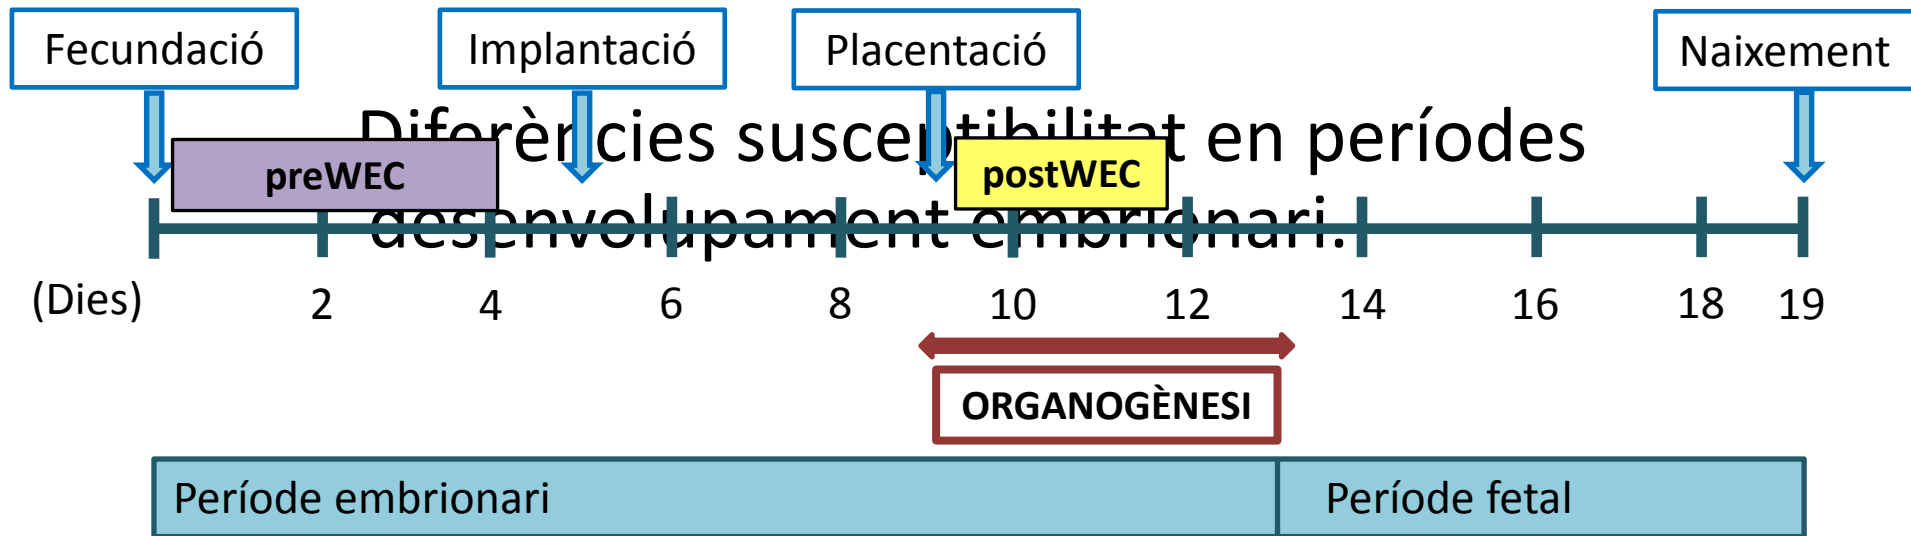 Fecundació
Implantació
Placentació
Naixement
Diferències susceptibilitat en períodes
desenvolupament embrionari.
preWEC
postWEC
(Dies) 2 4 6 8 10 12 14 16 18 19
ORGANOGÈNESI
Període embrionari
Període fetal